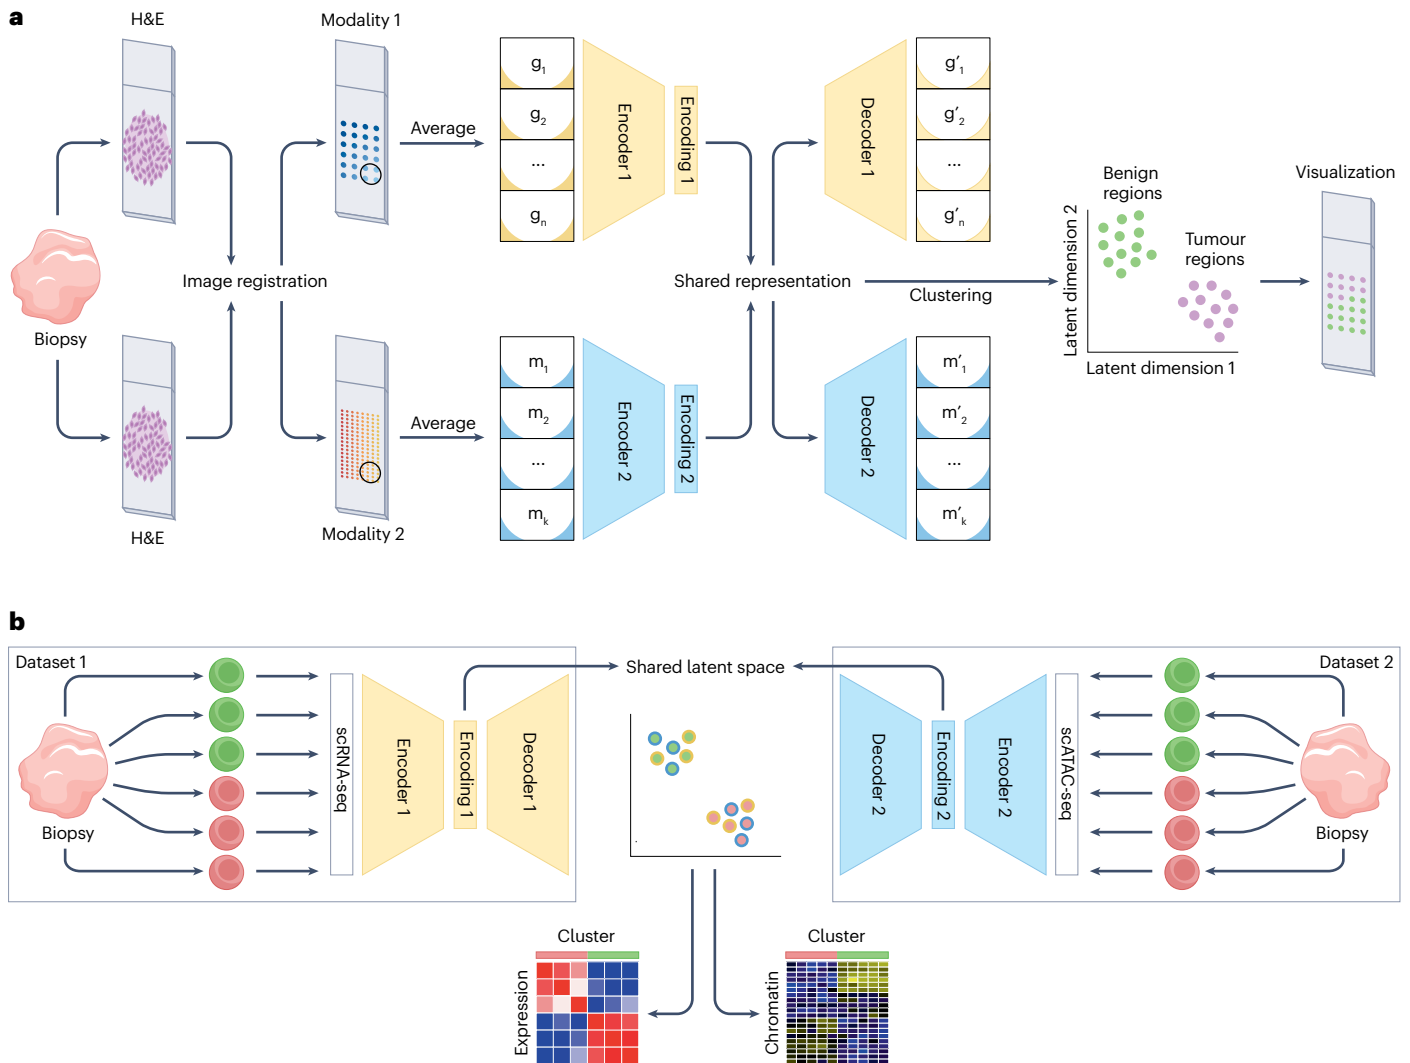 a
H&E
Modality 1
Average
g1
g2
...
gn
Encoder 1
Encoding 1
Decoder 1
g′1
g′2
...
g′n
Biopsy
Image registration
Shared representation
Clustering
Benign
regions
Tumour
regions
Latent dimension 2
Latent dimension 1
Visualization
H&E
Modality 2
Average
m1
m2
...
mk
Encoder 2
Encoding 2
Decoder 2
m′1
m′2
...
m′k
b
Dataset 1
Biopsy
scRNA-seq
Encoder 1
Encoding 1
Decoder 1
Shared latent space
Dataset 2
Decoder 2
Encoding 2
Encoder 2
scATAC-seq
Biopsy
Cluster
Expression
Cluster
Chromatin